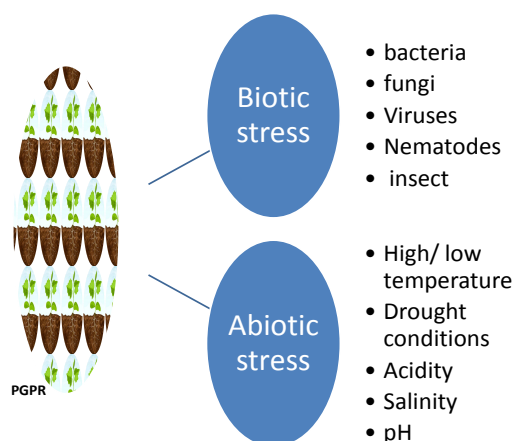 Biotic
stress
• bacteria
• fungi
• Viruses
• Nematodes
• insect
Abiotic
stress
• High/ low
temperature
• Drought
conditions
• Acidity
• Salinity
• pH
PGPR